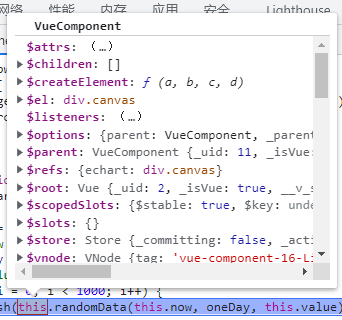 网络 性能 内存 应用 安全 Lighthouse
VueComponent
$attrs: (...)
$children: []
$createElement: ƒ (a, b, c, d)
$el: div.canvas
$listeners: (...)
$options: {parent: VueComponent, _paren
$parent: VueComponent {_uid: 11, _isVue:
$refs: {echart: div.canvas}
$root: Vue {_uid: 2, _isVue: true, __v_s
$scopedSlots: {$stable: true, $key: unde
$slots: {}
$store: Store {_committing: false, _acti
$vnode: VNode {tag: 'vue-component-16-Li
< 1000; i++) {
sh(this.randomData(this.now, oneDay, this.value)